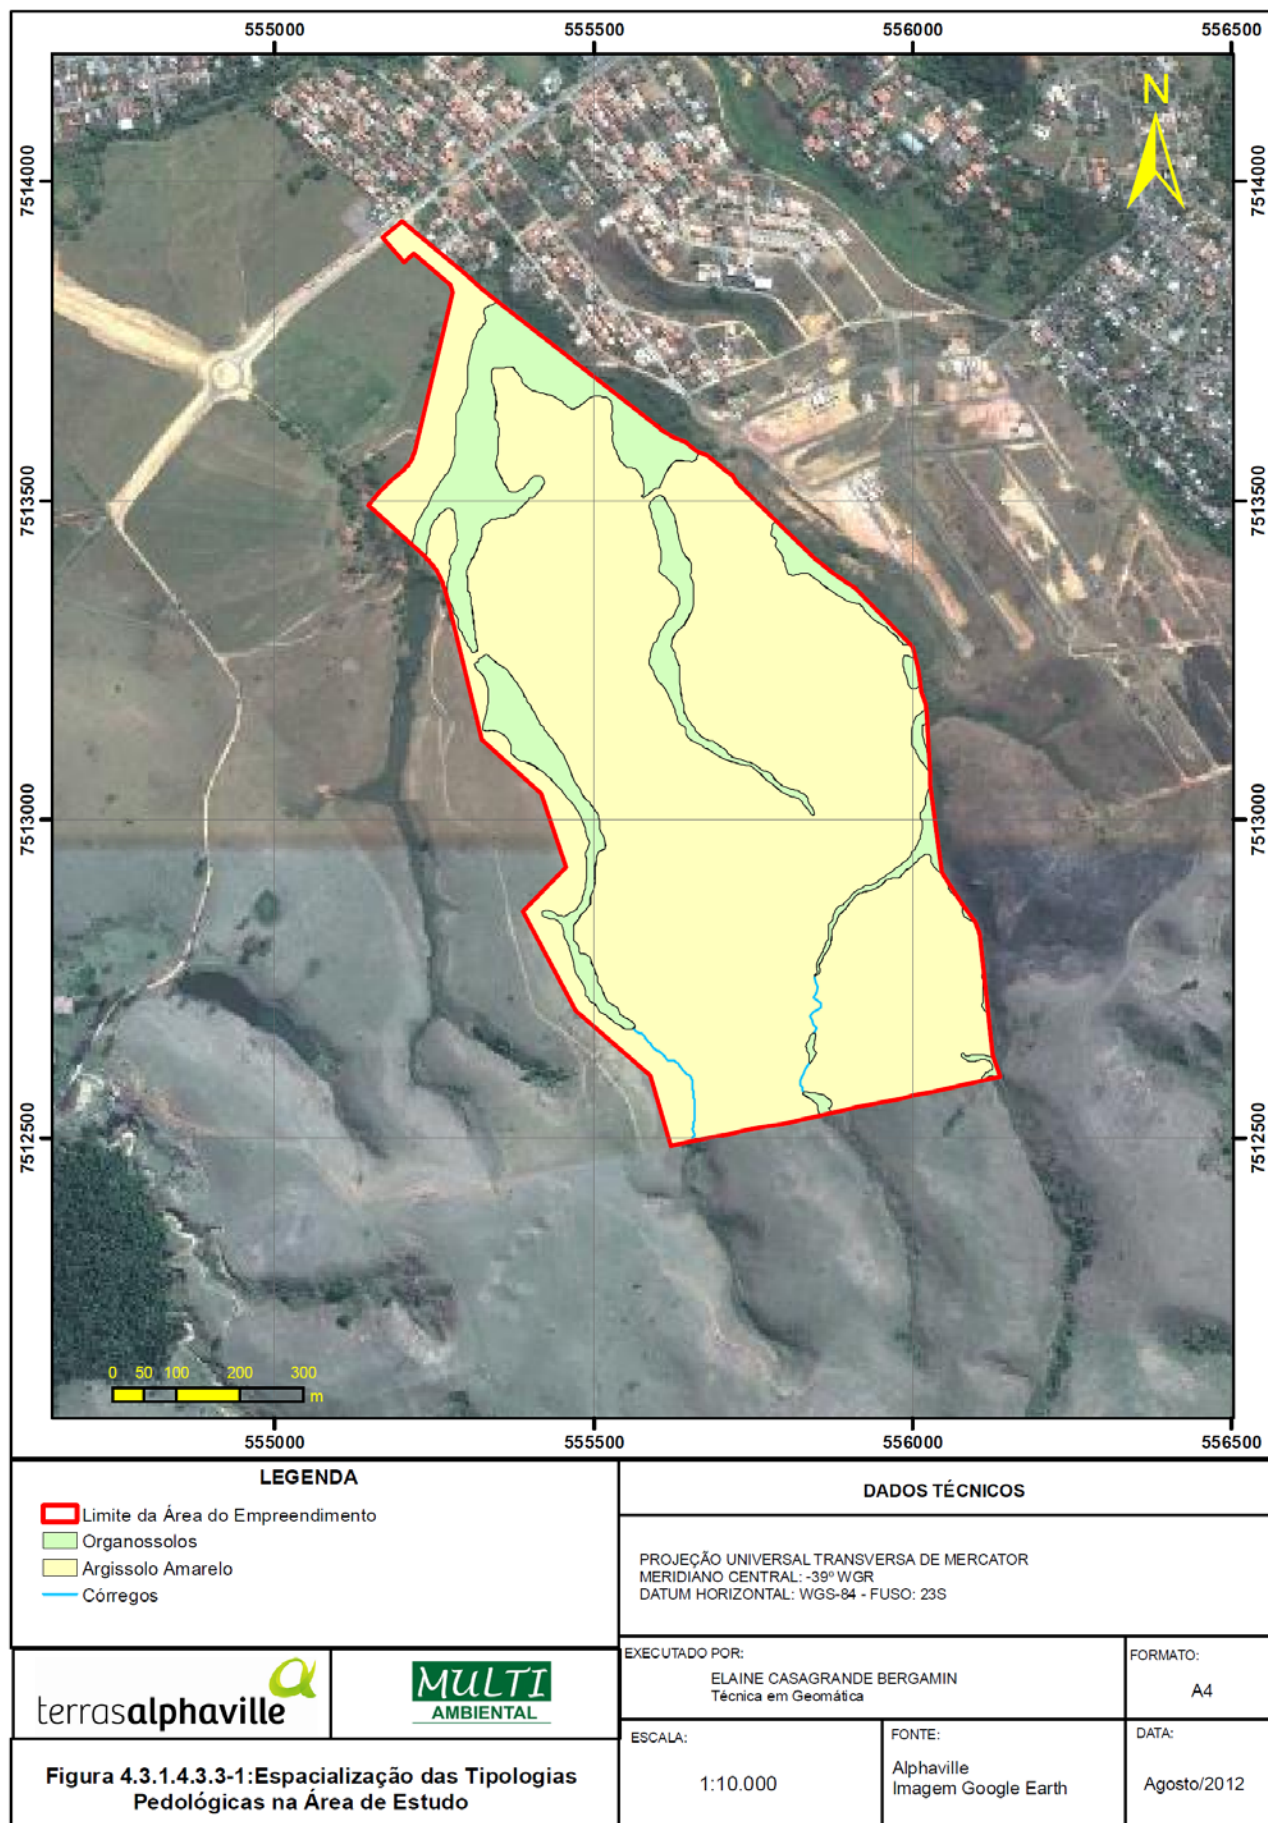 555000 555500 556000 556500
N
7514000 7514000
7513500 7513500
7513000 7513000
7512500 7512500
0 50 100 200 300
m
555000 555500 556000 556500
LEGENDA
Limite da Área do Empreendimento
Organossolos
Argissolo Amarelo
Córregos
DADOS TÉCNICOS
PROJEÇÃO UNIVERSAL TRANSVERSA DE MERCATOR
MERIDIANO CENTRAL: -39º WGR
DATUM HORIZONTAL: WGS-84 - FUSO: 23S
terrasalphaville
MULTI
AMBIENTAL
EXECUTADO POR:
ELAINE CASAGRANDE BERGAMIN
Técnica em Geomática
FORMATO:
A4
ESCALA:
1:10.000
FONTE:
Alphaville
Imagem Google Earth
DATA:
Agosto/2012
Figura 4.3.1.4.3.3-1:Espacialização das Tipologias
Pedológicas na Área de Estudo